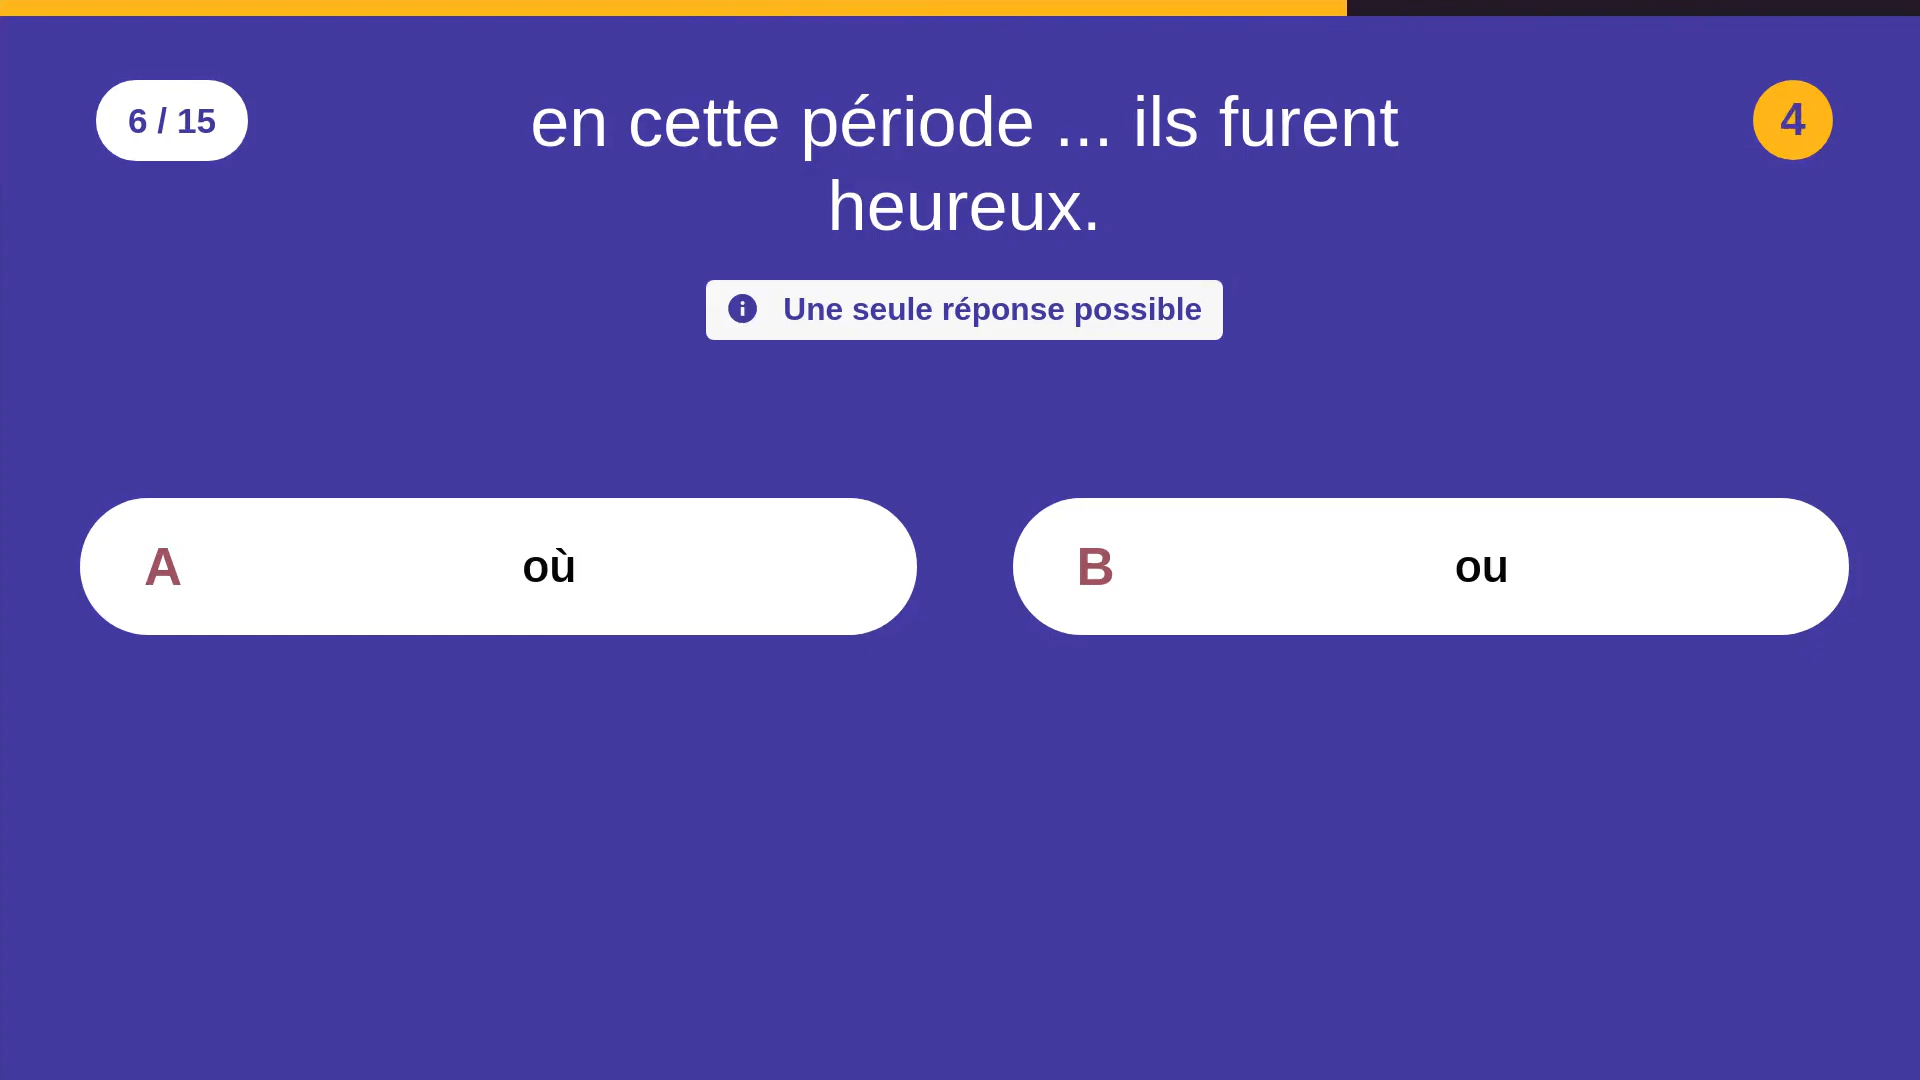 6 / 15
en cette période ... ils furent
heureux.
4
Une seule réponse possible
A où
B ou